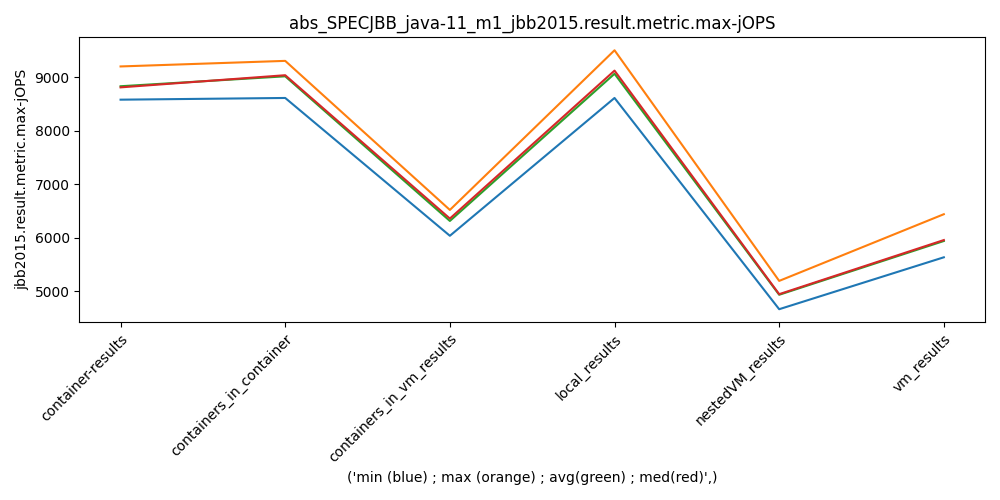 abs_SPECJBB_java-11_m1_jbb2015.result.metric.max-jOPS
jbb2015.result.metric.max-jOPS
9000
8000
7000
6000
5000
container-results
containers_in_container
containers_in_vm_results
local_results
nestedVM_results
vm_results
('min (blue) ; max (orange) ; avg(green) ; med(red)',)